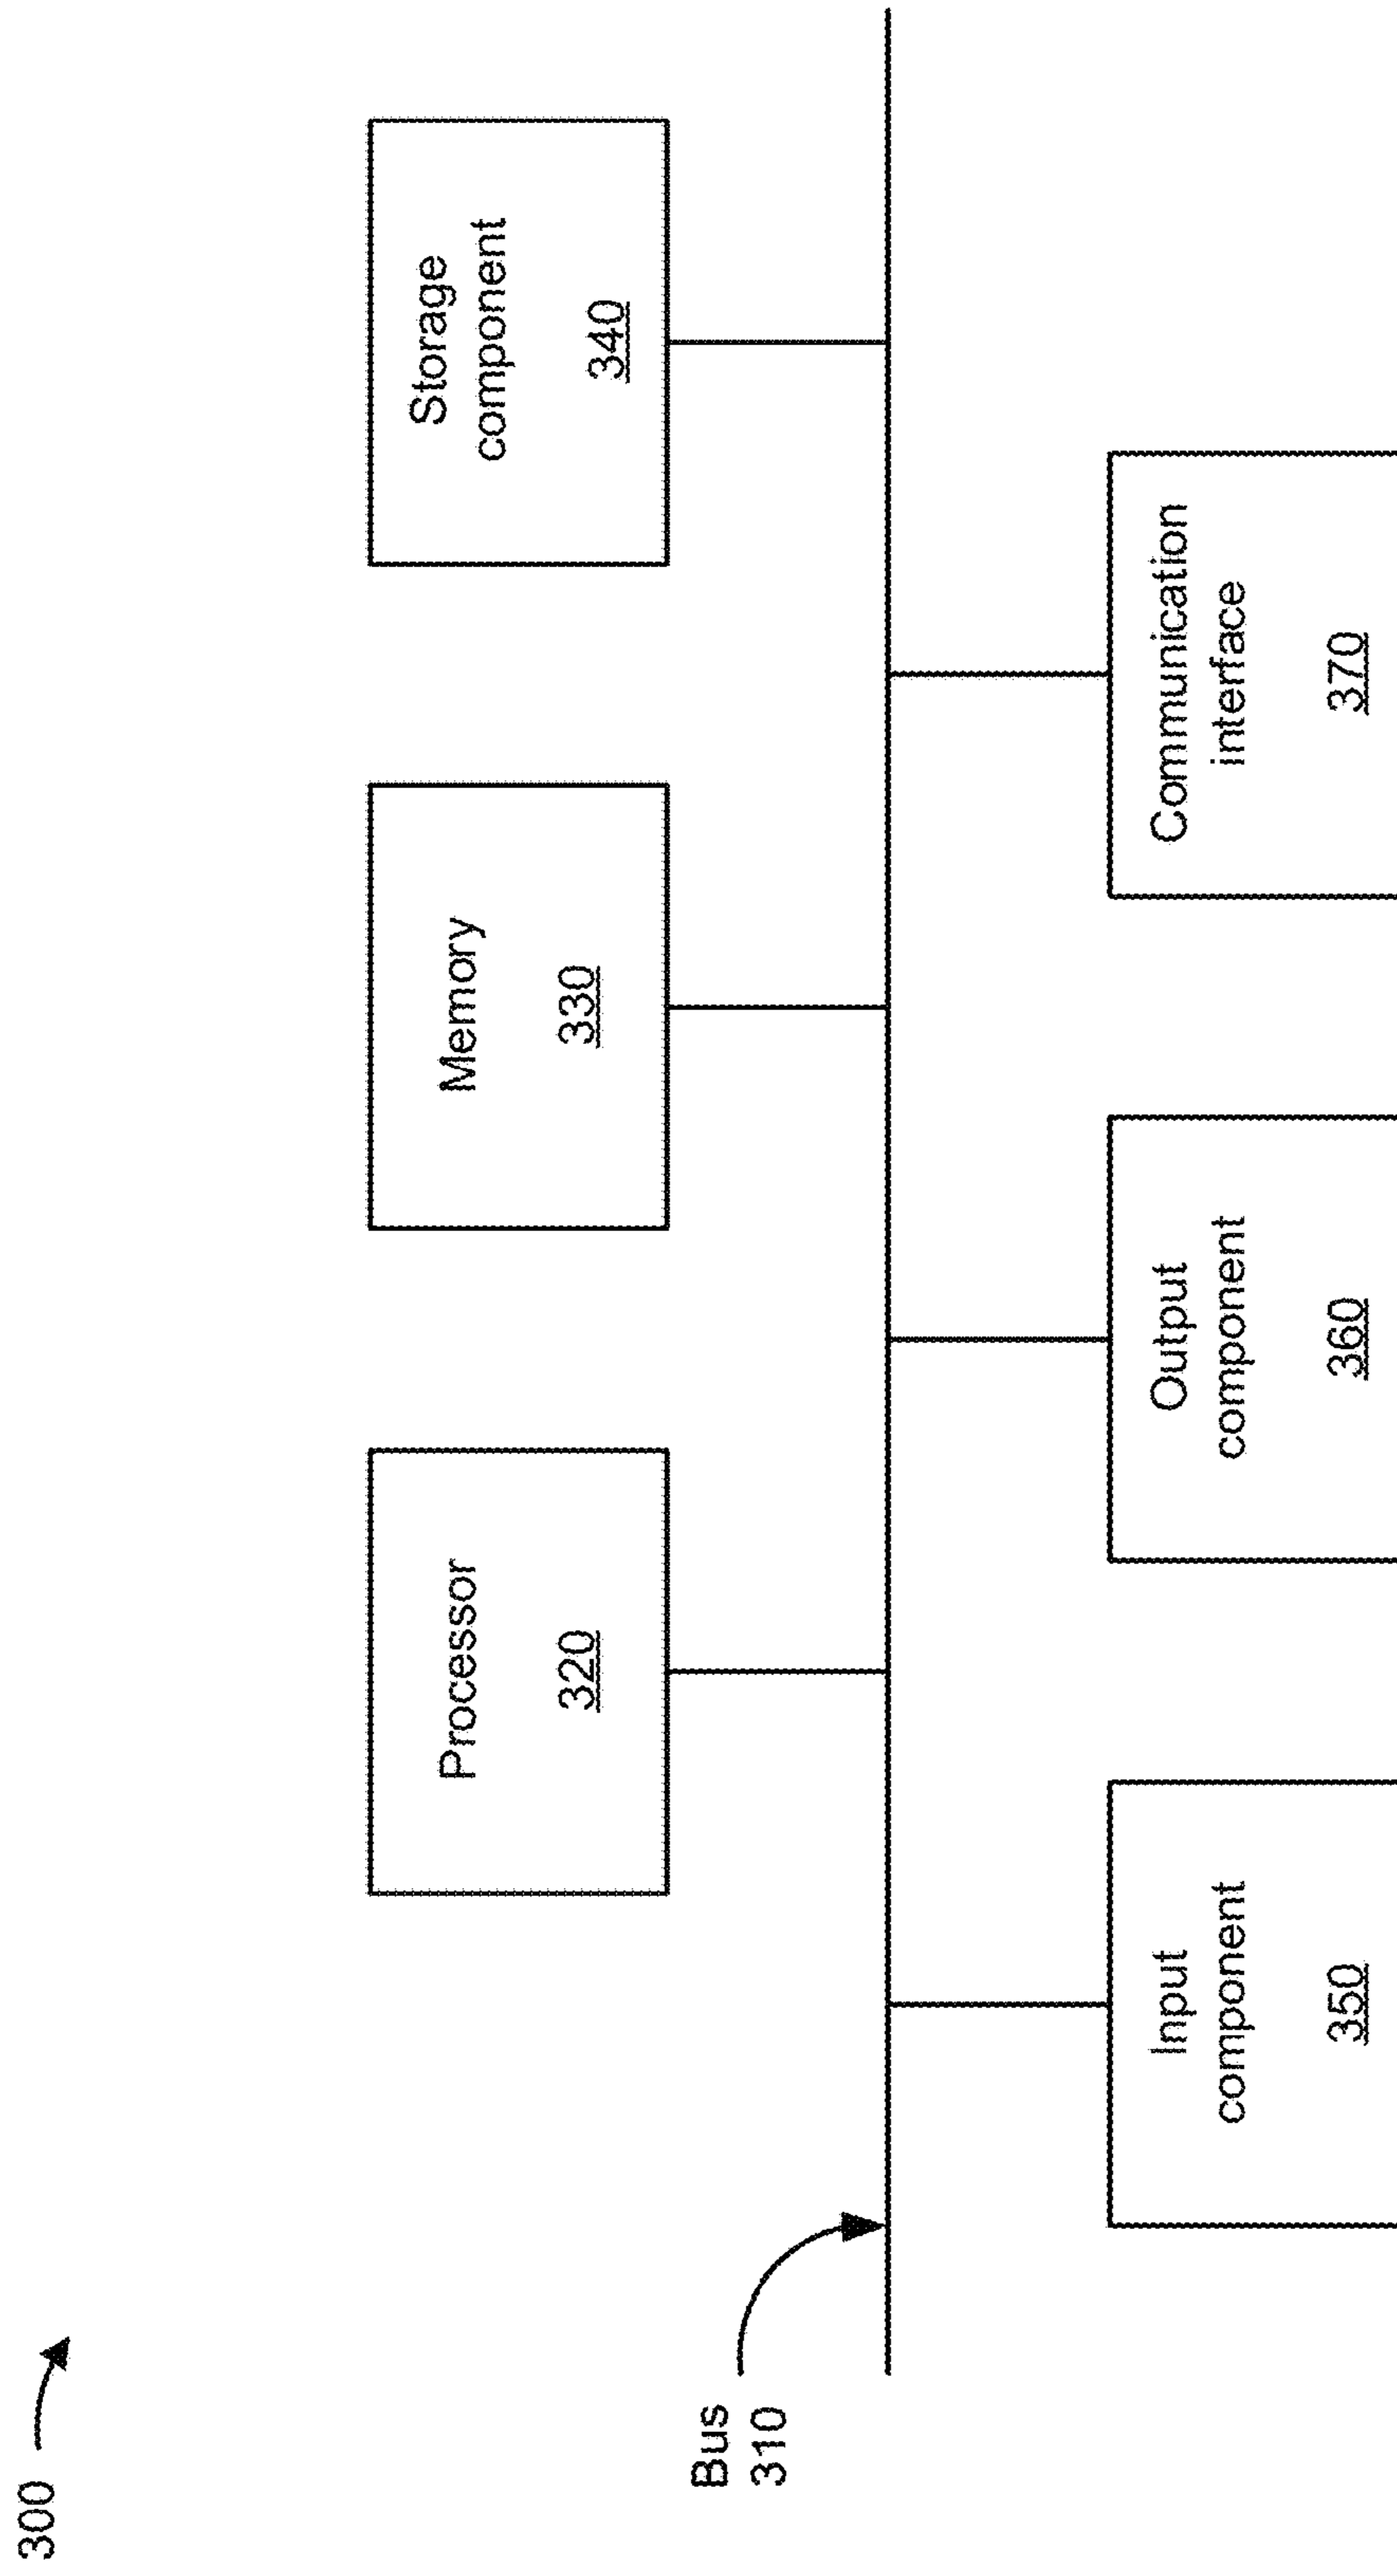 300
Processor
320
Memory
330
Storage
component
340
Bus
310
Input
component
350
Output
component
360
Communication
interface
370